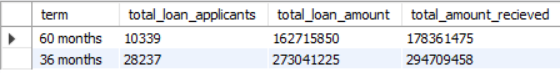 term total_loan_applicants total_loan_amount total_amount_recieved
60 months 10339 162715850 178361475
36 months 28237 273041225 294709458